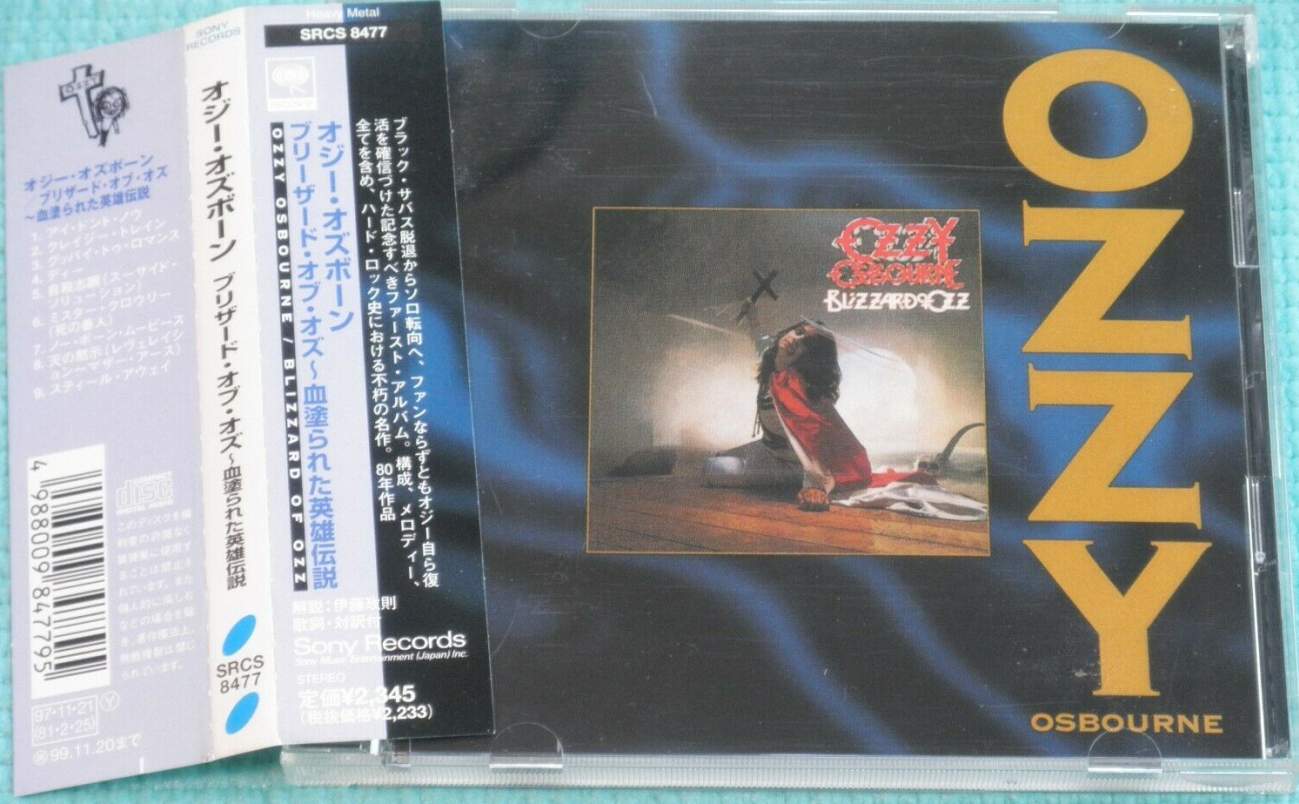 OZZY
オジー・オズボーン
ブリザード・オブ・オズ
〜血塗られた英雄伝説
1. アイ・ドント・ノウ
2. クレイジー・トレイン
3. グッバイ・トゥ・ロマンス
4. ディー
5. 自殺志願(スーサイド・
ソリューション)
6. ミスター・クロウリー
(死の番人)
7. ノー・ボーン・ムービース
8. 天の黙示(レヴェレイシ
ョン〜マザー・アース)
9. スティール・アウェイ
4 988009 847795
disc
DIGITAL AUDIO
97・11・21
Y
(81・2・25)
99.11.20まで
SONY
RECORDS
オジー・オズボーン ブリザード・オブ・オズ〜血塗られた英雄伝説
SRCS
8477
Heavy Metal
SRCS 8477
オジー・オズボーン
ブリーザード・オブ・オズ〜血塗られた英雄伝説
OZZY OSBOURNE / BLIZZARD OF OZZ
ブラック・サバス脱退からソロ転向へ、ファンならずともオジー自ら復
活を確信づけた記念すべきファースト・アルバム。構成、メロディー、
全てを含め、ハード・ロック史における不朽の名作。80年作品
解説:伊藤政則
歌詞・対訳付
Sony Records
Sony Music Entertainment (Japan) Inc.
STEREO
定価¥2,345
(税抜価格¥2,233)
OZZY
OSBOURNE
BLIZZARD OF OZZ
OZZY
OSBOURNE